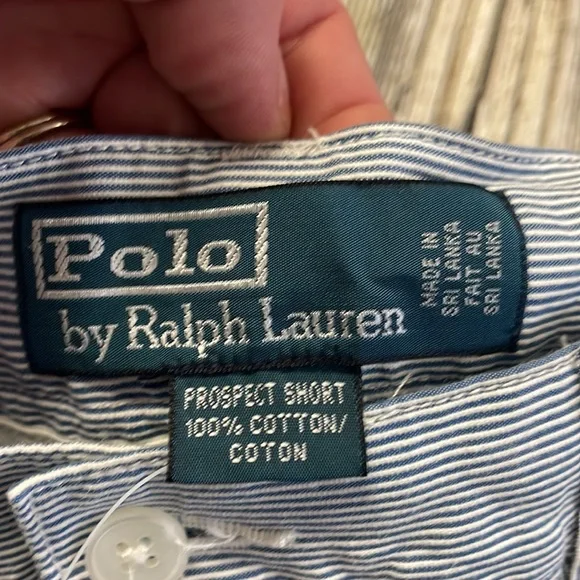 Polo
by Ralph Lauren
MADE IN
SRI LANKA
FAIT AU
SRI LANKA
PROSPECT SHORT
100% COTTON/
COTON